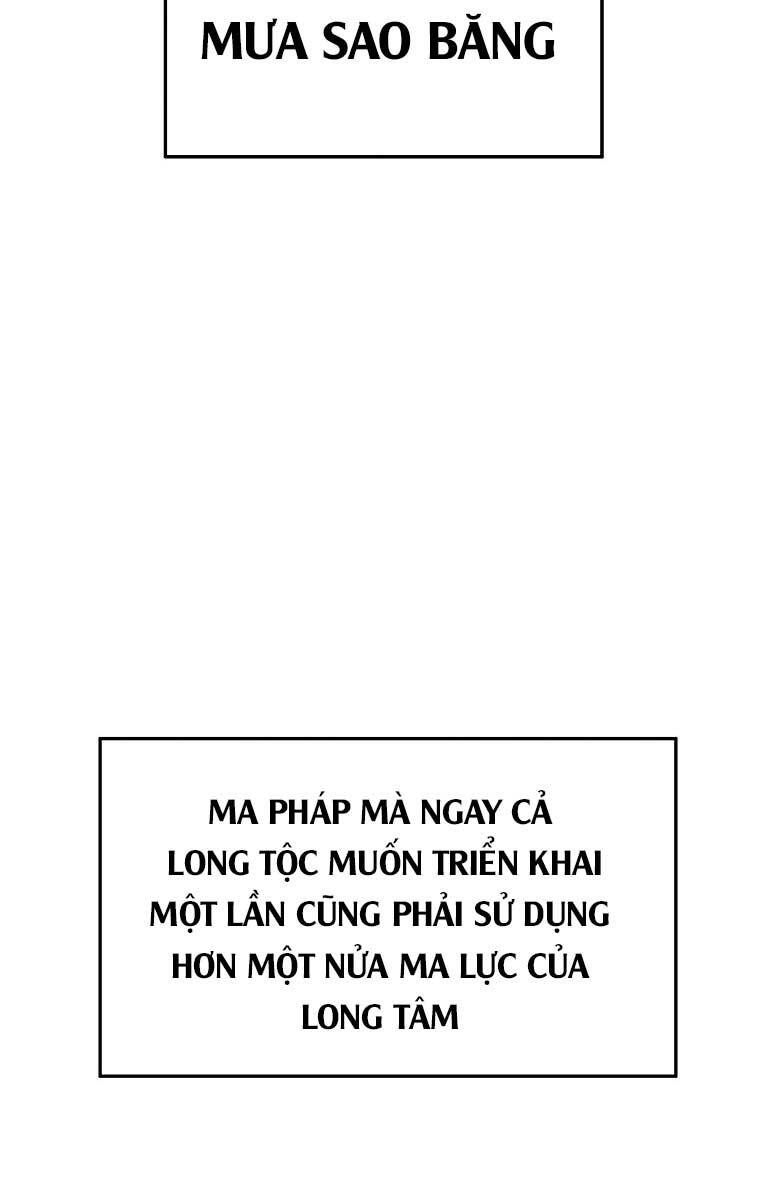 MƯA SAO BĂNG
MA PHÁP MÀ NGAY CẢ
LONG TỘC MUỐN TRIỂN KHAI
MỘT LẦN CŨNG PHẢI SỬ DỤNG
HƠN MỘT NỬA MA LỰC CỦA
LONG TÂM